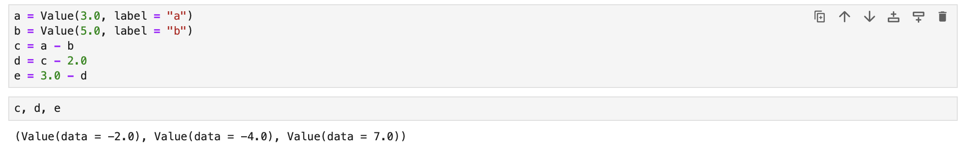 a = Value(3.0, label = "a")
b = Value(5.0, label = "b")
c = a - b
d = c - 2.0
e = 3.0 - d
c, d, e
(Value(data = -2.0), Value(data = -4.0), Value(data = 7.0))